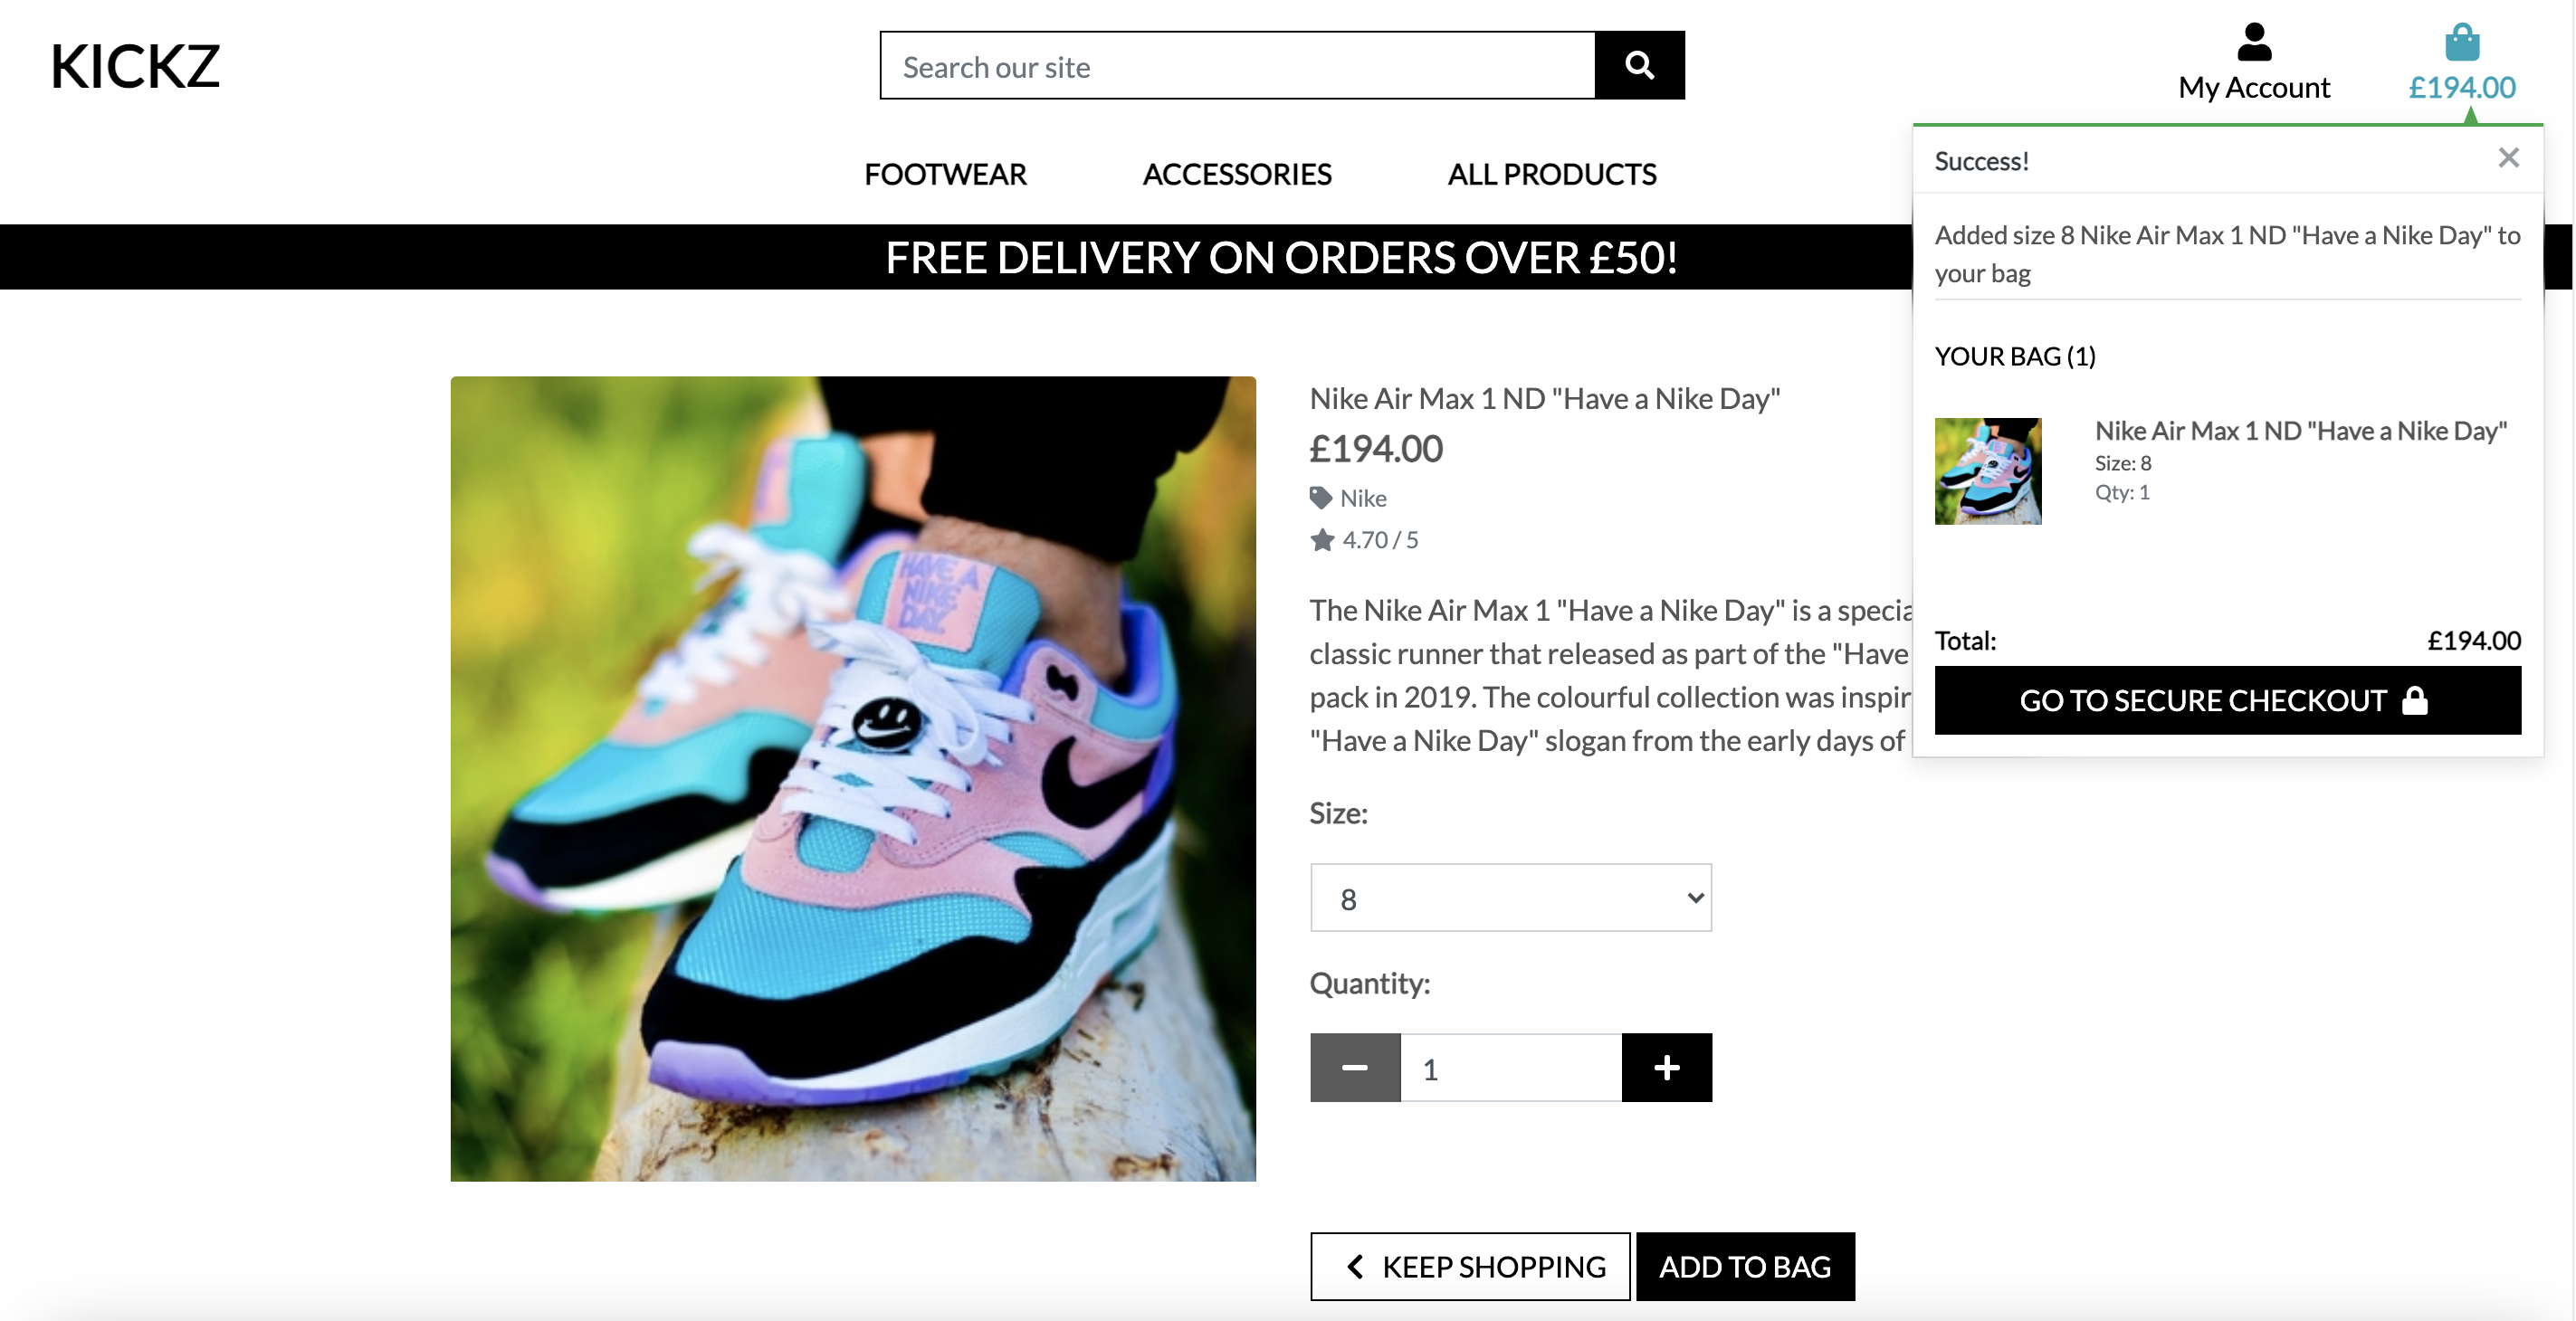 KICKZ
Search our site
My Account
£194.00
FOOTWEAR
ACCESSORIES
ALL PRODUCTS
FREE DELIVERY ON ORDERS OVER £50!
Success!
Added size 8 Nike Air Max 1 ND "Have a Nike Day" to
your bag
YOUR BAG (1)
Nike Air Max 1 ND "Have a Nike Day"
Size: 8
Qty: 1
Total:
£194.00
GO TO SECURE CHECKOUT
HAVE A
NIKE
DAY.
Nike Air Max 1 ND "Have a Nike Day"
£194.00
Nike
4.70 / 5
The Nike Air Max 1 "Have a Nike Day" is a specia
classic runner that released as part of the "Have
pack in 2019. The colourful collection was inspir
"Have a Nike Day" slogan from the early days of
Size:
8
Quantity:
1
KEEP SHOPPING
ADD TO BAG